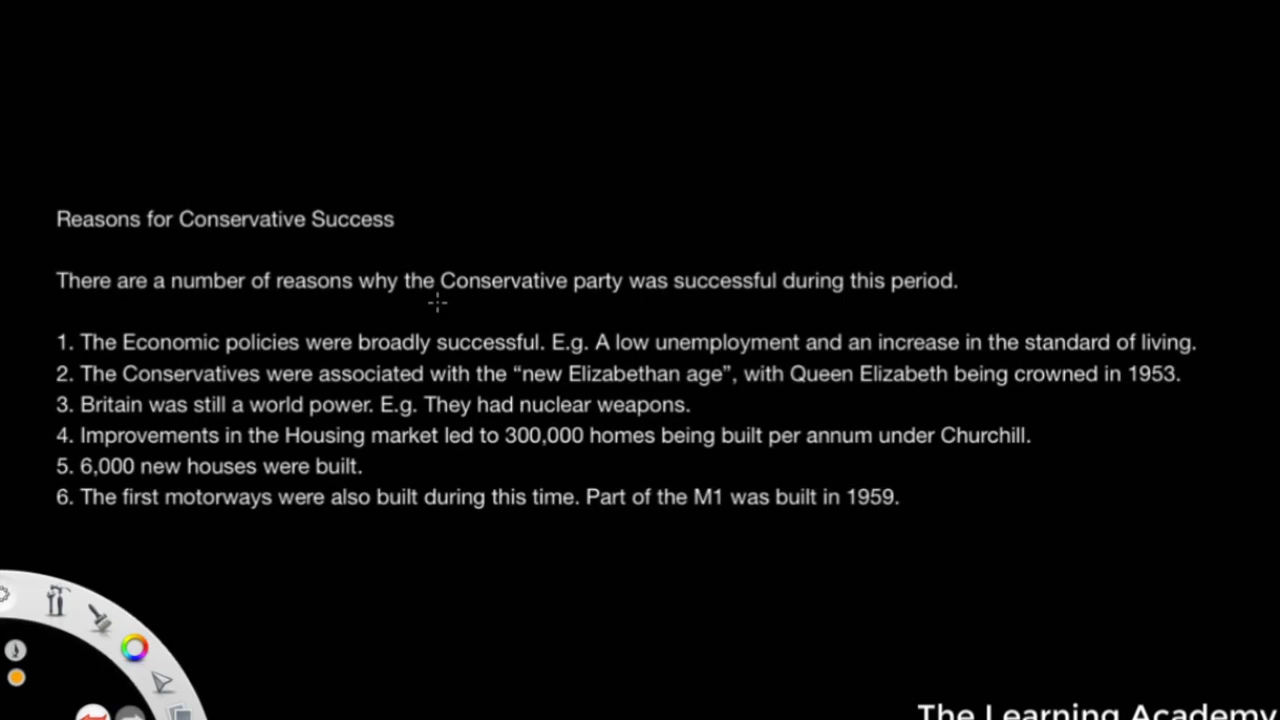 Reasons for Conservative Success
There are a number of reasons why the Conservative party was successful during this period.
1. The Economic policies were broadly successful. E.g. A low unemployment and an increase in the standard of living.
2. The Conservatives were associated with the “new Elizabethan age”, with Queen Elizabeth being crowned in 1953.
3. Britain was still a world power. E.g. They had nuclear weapons.
4. Improvements in the Housing market led to 300,000 homes being built per annum under Churchill.
5. 6,000 new houses were built.
6. The first motorways were also built during this time. Part of the M1 was built in 1959.
The Learning Academy